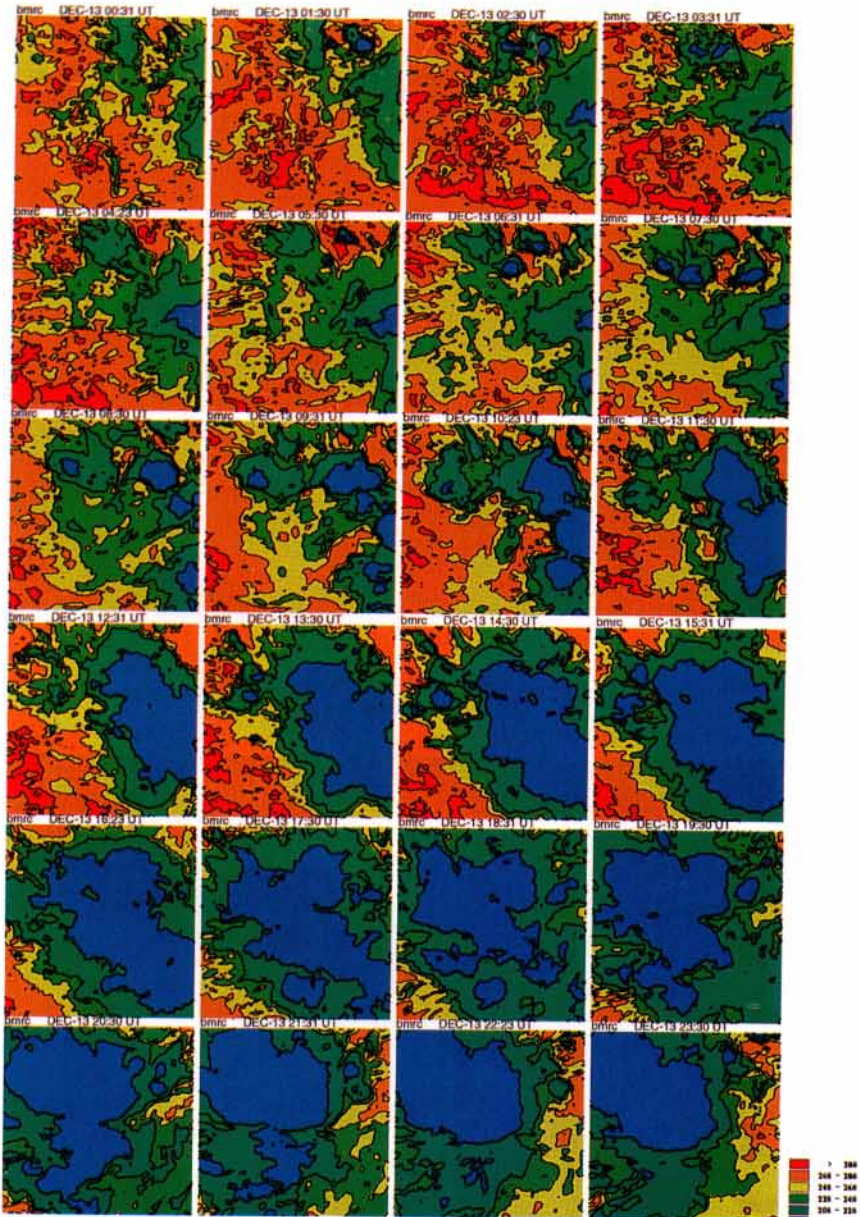 bmrc DEC-13 00:31 UT
bmrc DEC-13 01:30 UT
bmrc DEC-13 02:30 UT
bmrc DEC-13 03:31 UT
bmrc DEC-13 04:23 UT
bmrc DEC-13 05:30 UT
bmrc DEC-13 06:31 UT
bmrc DEC-13 07:30 UT
bmrc DEC-13 08:30 UT
bmrc DEC-13 09:31 UT
bmrc DEC-13 10:23 UT
bmrc DEC-13 11:30 UT
bmrc DEC-13 12:31 UT
bmrc DEC-13 13:30 UT
bmrc DEC-13 14:30 UT
bmrc DEC-13 15:31 UT
bmrc DEC-13 16:23 UT
bmrc DEC-13 17:30 UT
bmrc DEC-13 18:31 UT
bmrc DEC-13 19:30 UT
bmrc DEC-13 20:30 UT
bmrc DEC-13 21:31 UT
bmrc DEC-13 22:23 UT
bmrc DEC-13 23:30 UT
> 280
260 - 280
240 - 260
220 - 240